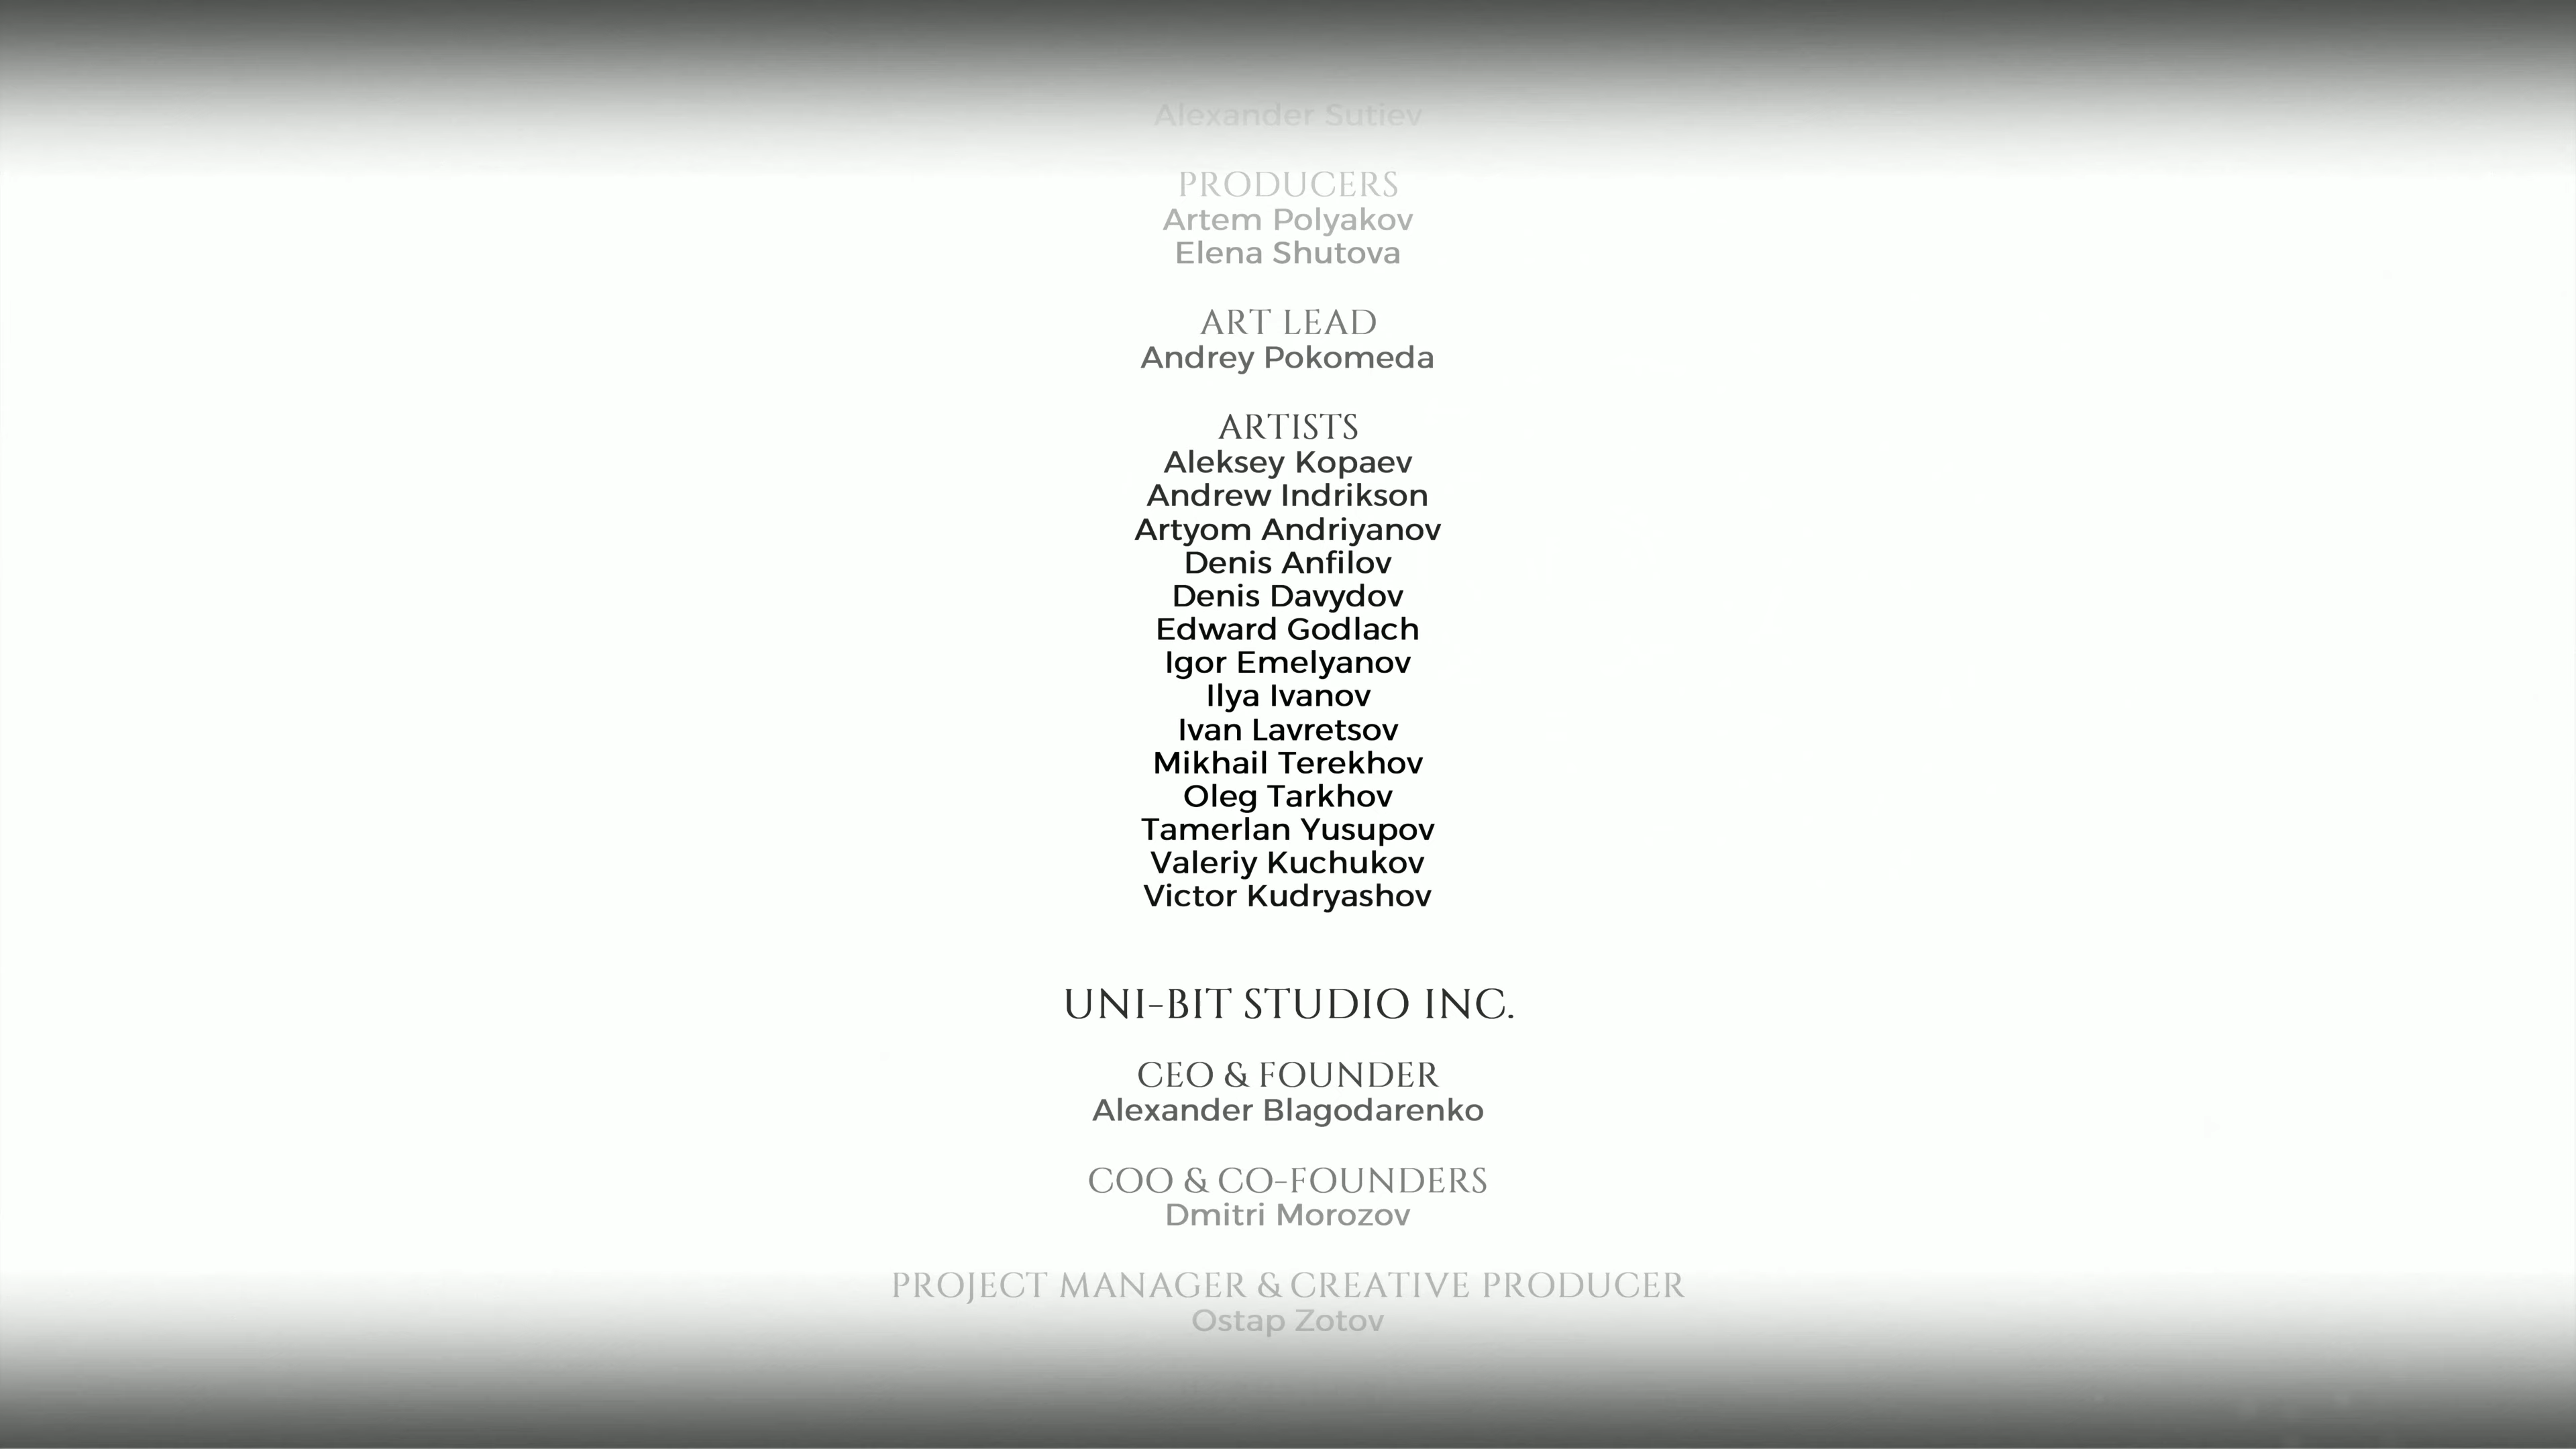 Alexander Sutiev
PRODUCERS
Artem Polyakov
Elena Shutova
ART LEAD
Andrey Pokomeda
ARTISTS
Aleksey Kopaev
Andrew Indrikson
Artyom Andriyanov
Denis Anfilov
Denis Davydov
Edward Godlach
Igor Emelyanov
Ilya Ivanov
Ivan Lavretsov
Mikhail Terekhov
Oleg Tarkhov
Tamerlan Yusupov
Valeriy Kuchukov
Victor Kudryashov
UNI-BIT STUDIO INC.
CEO & FOUNDER
Alexander Blagodarenko
COO & CO-FOUNDERS
Dmitri Morozov
PROJECT MANAGER & CREATIVE PRODUCER
Ostap Zotov